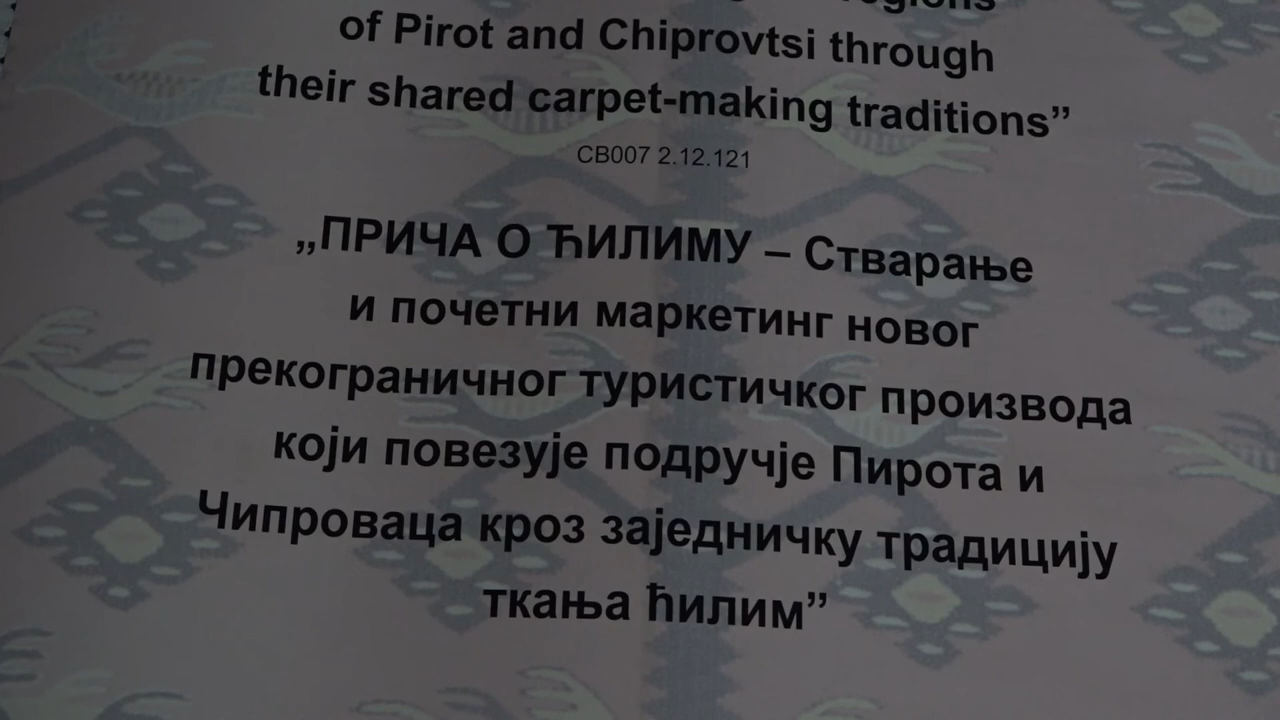 regions
of Pirot and Chiprovtsi through
their shared carpet-making traditions”
CB007 2.12.121
„ПРИЧА О ЋИЛИМУ – Стварање
и почетни маркетинг новог
прекограничног туристичког производа
који повезује подручје Пирота и
Чипроваца кроз заједничку традицију
ткања ћилим”